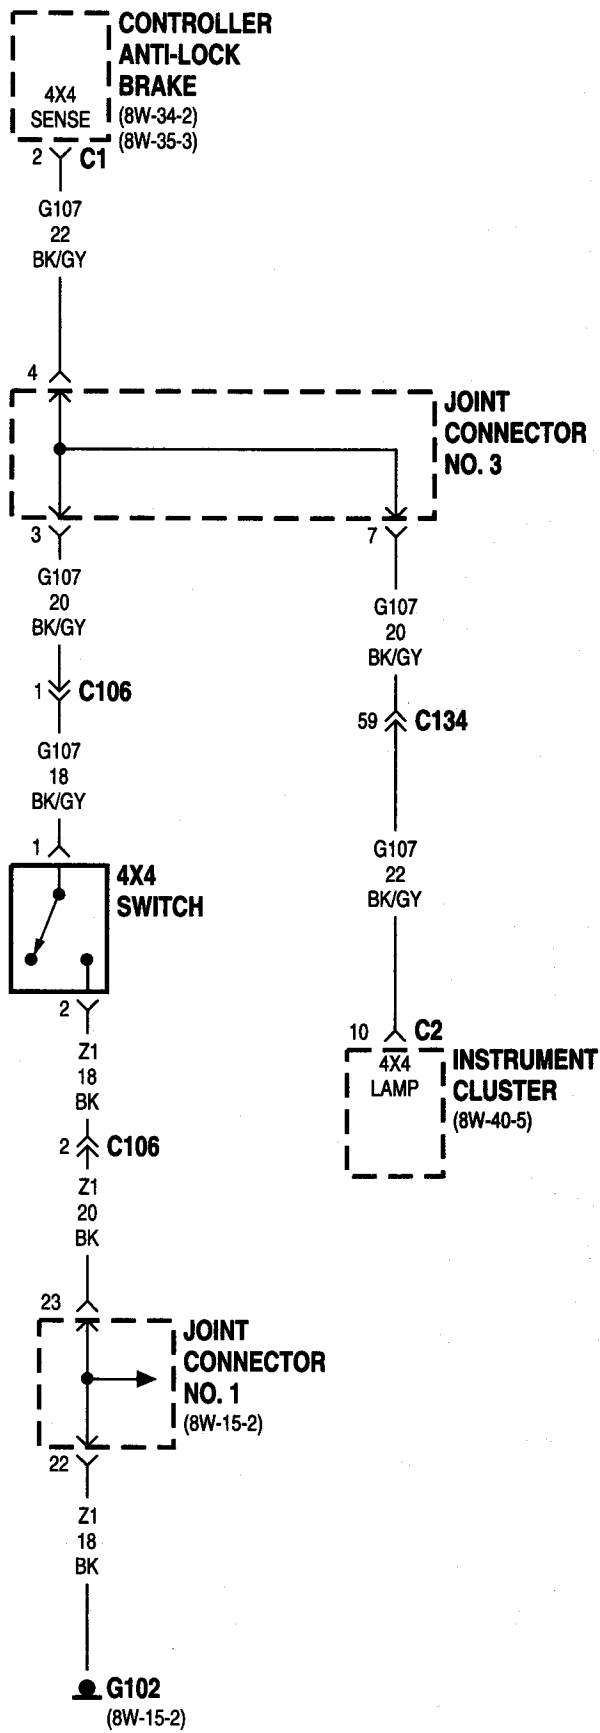 CONTROLLER
ANTI-LOCK
BRAKE
(8W-34-2)
(8W-35-3)
4X4
SENSE
2
C1
G107
22
BK/GY
4
JOINT
CONNECTOR
NO. 3
3
7
G107
20
BK/GY
G107
20
BK/GY
1
C106
59
C134
G107
18
BK/GY
1
4X4
SWITCH
G107
22
BK/GY
2
10
C2
Z1
18
BK
4X4
LAMP
INSTRUMENT
CLUSTER
(8W-40-5)
2
C106
Z1
20
BK
23
JOINT
CONNECTOR
NO. 1
(8W-15-2)
22
Z1
18
BK
G102
(8W-15-2)